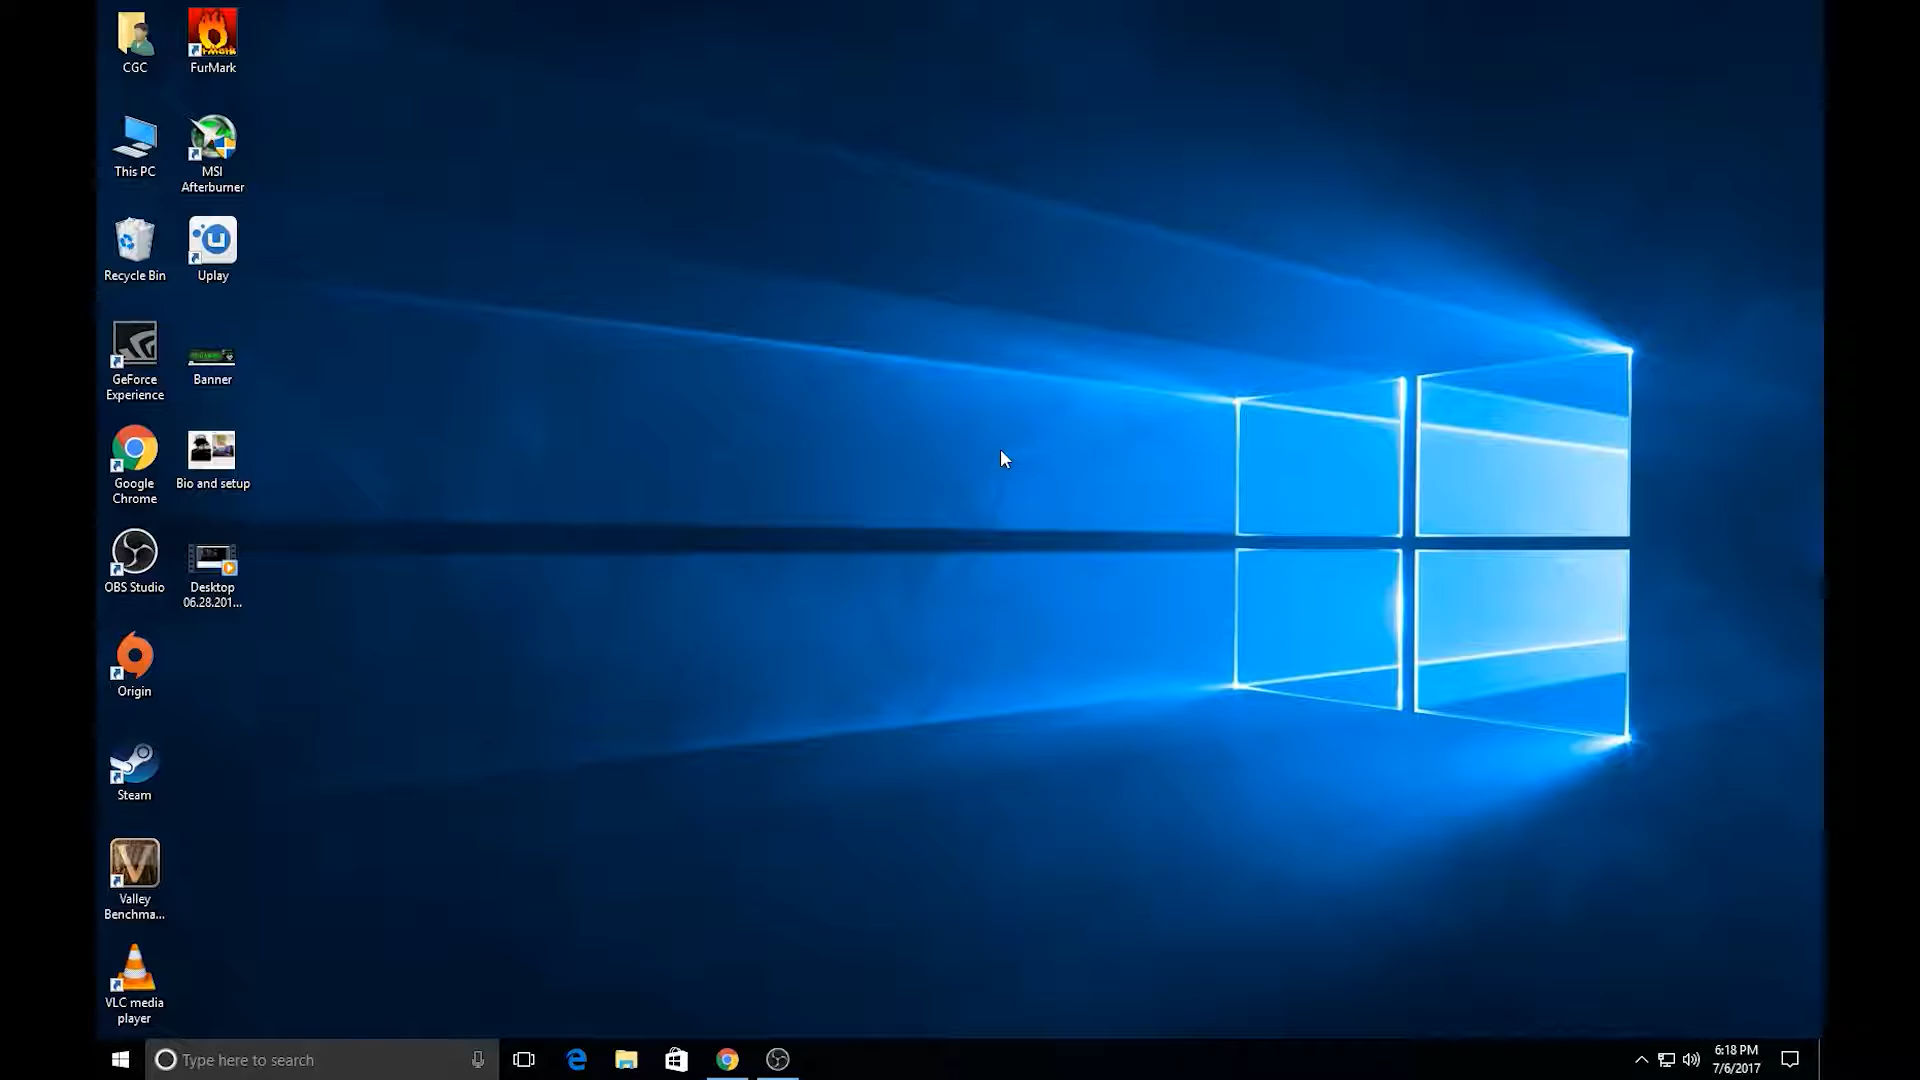 CGC
FurMark
This PC
MSI
Afterburner
Recycle Bin
Uplay
GeForce
Experience
Banner
Google
Chrome
Bio and setup
OBS Studio
Desktop
06.28.201...
Origin
Steam
Valley
Benchma...
VLC media
player
Type here to search
6:18 PM
7/6/2017